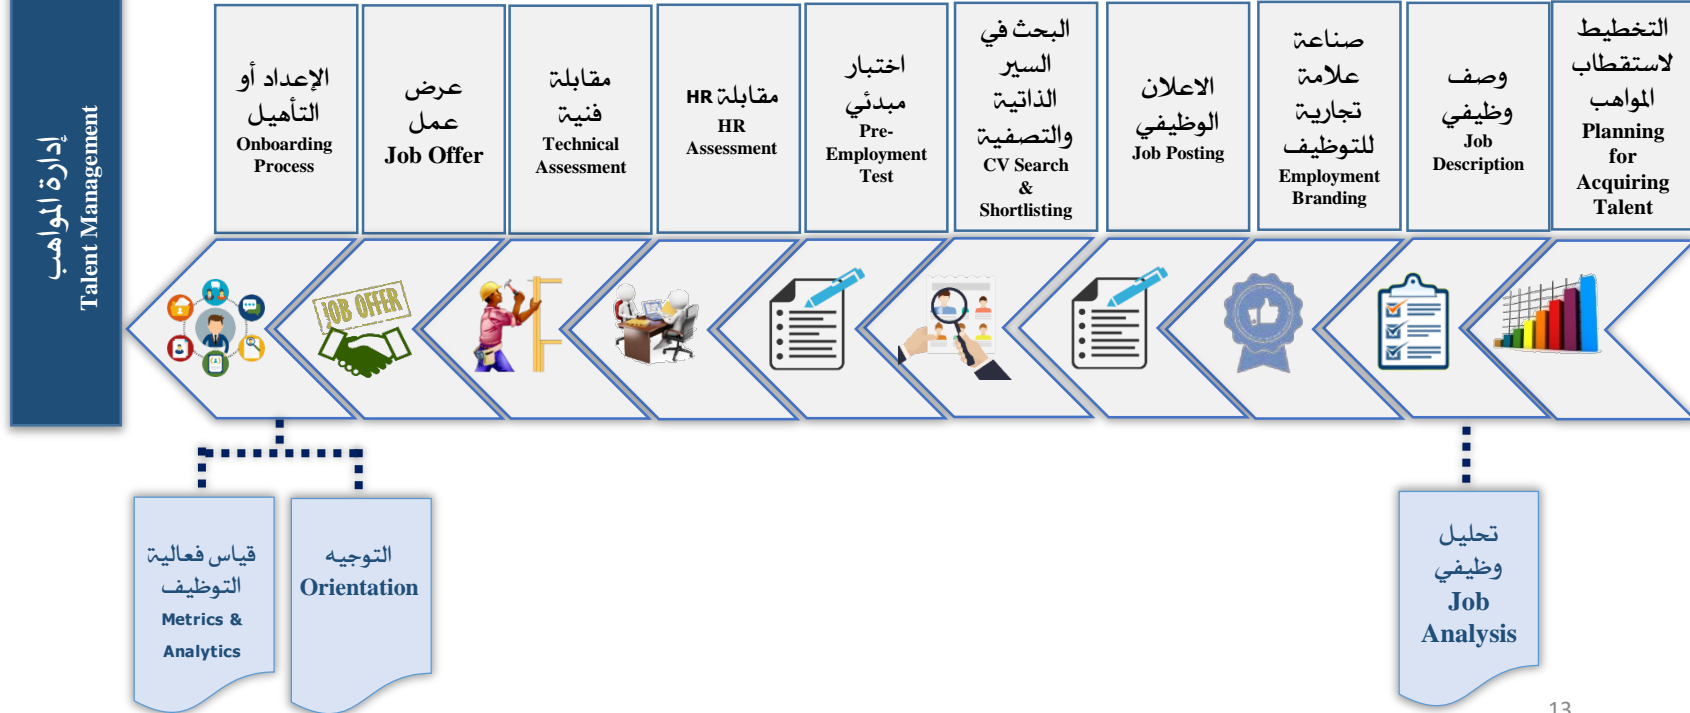 التخطيط
لاستقطاب
المواهب
Planning
for
Acquiring
Talent
وصف
وظيفي
Job
Description
صناعة
علامة
تجارية
للتوظيف
Employment
Branding
الاعلان
الوظيفي
Job Posting
البحث في
السير
الذاتية
والتصفية
CV Search
&
Shortlisting
اختبار
مبدئي
Pre-
Employment
Test
مقابلة HR
HR
Assessment
مقابلة
فنية
Technical
Assessment
عرض
عمل
Job Offer
الإعداد أو
التأهيل
Onboarding
Process
إدارة المواهب
Talent Management
JOB OFFER
تحليل
وظيفي
Job
Analysis
التوجيه
Orientation
قياس فعالية
التوظيف
Metrics &
Analytics
13